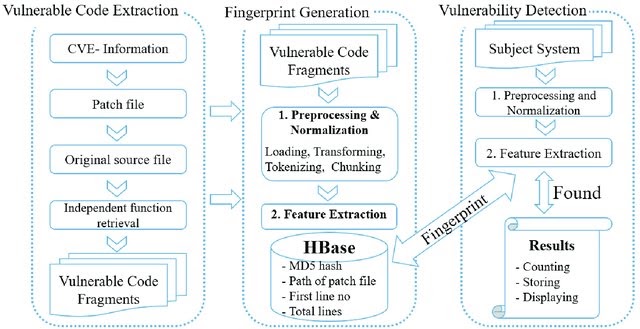 Vulnerable Code Extraction
CVE- Information
Patch file
Original source file
Independent function
retrieval
Vulnerable Code
Fragments
Fingerprint Generation
Vulnerable Code
Fragments
1. Preprocessing &
Normalization
Loading, Transforming,
Tokenizing, Chunking
2. Feature Extraction
HBase
- MD5 hash
- Path of patch file
- First line no
- Total lines
Fingerprint
Vulnerability Detection
Subject System
1. Preprocessing and
Normalization
2. Feature Extraction
Found
Results
- Counting
- Storing
- Displaying